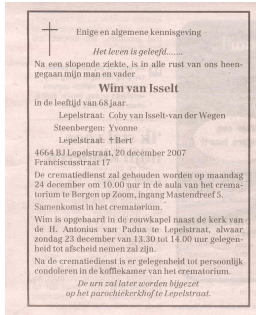 Enige en algemene kennisgeving
Het leven is geleefd.......
Na een slopende ziekte, is in alle rust van ons heen-
gegaan mijn man en vader
Wim van Isselt
in de leeftijd van 68 jaar.
Lepelstraat: Coby van Isselt-van der Wegen
Steenbergen: Yvonne
Lepelstraat: ✝Bert
4664 BJ Lepelstraat, 20 december 2007
Franciscusstraat 17
De crematiedienst zal gehouden worden op maandag
24 december om 10.00 uur in de aula van het crema-
torium te Bergen op Zoom, ingang Mastendreef 5.
Samenkomst in het crematorium.
Wim is opgebaard in de rouwkapel naast de kerk van
de H. Antonius van Padua te Lepelstraat, alwaar
zondag 23 december van 13.30 tot 14.00 uur gelegen-
heid tot afscheid nemen zal zijn.
Na de crematiedienst is er gelegenheid tot persoonlijk
condoleren in de koffiekamer van het crematorium.
De urn zal later worden bijgezet
op het parochiekerkhof te Lepelstraat.